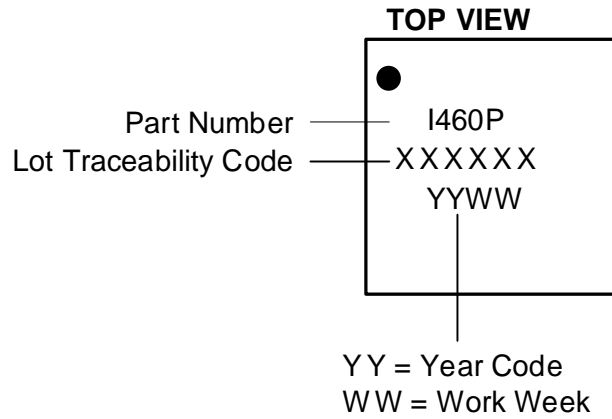 TOP VIEW
Part Number
I460P
Lot Traceability Code
XXXXXX
YYWW
YY = Year Code
WW = Work Week